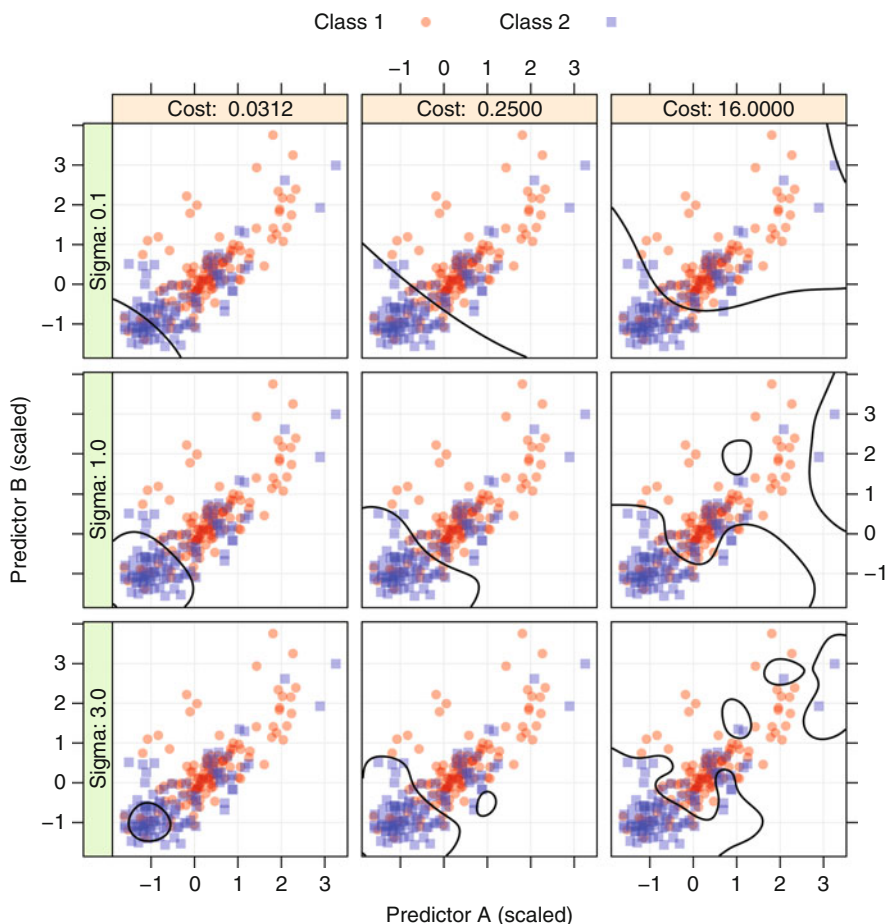 Class 1 Class 2
−1 0 1 2 3
Cost: 0.0312 Cost: 0.2500 Cost: 16.0000
Sigma: 0.1
3
2
1
0
−1
Sigma: 1.0
3
2
1
0
−1
Sigma: 3.0
3
2
1
0
−1
Predictor B (scaled)
−1 0 1 2 3 −1 0 1 2 3
Predictor A (scaled)